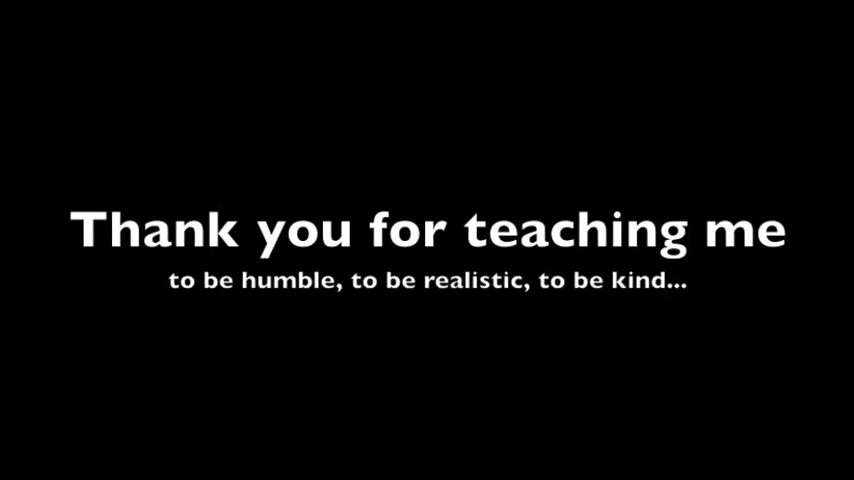 Thank you for teaching me
to be humble, to be realistic, to be kind...